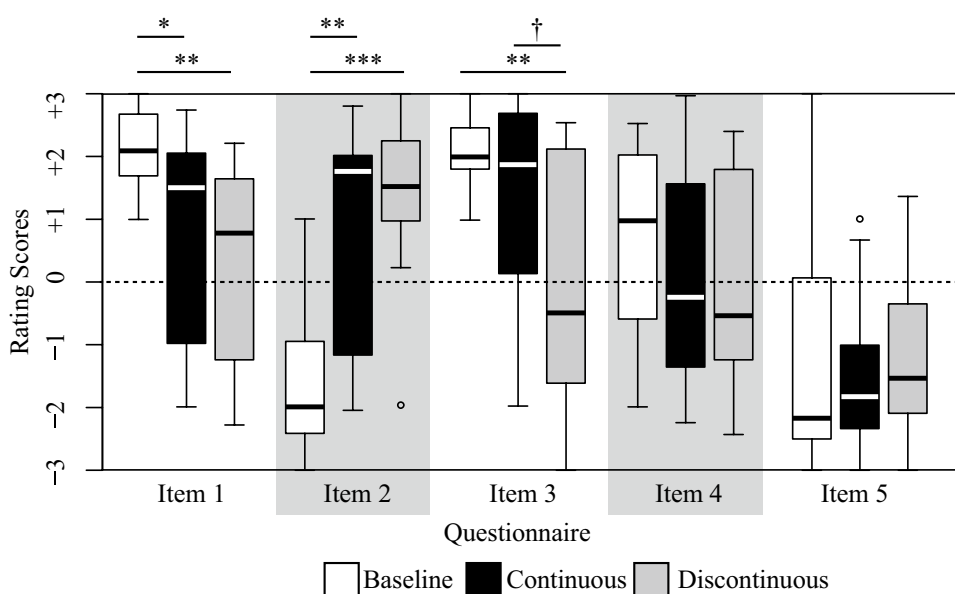 * ** †
** *** **
+3
+2
+1
0
−1
−2
−3
Rating Scores
Item 1 Item 2 Item 3 Item 4 Item 5
Questionnaire
Baseline Continuous Discontinuous